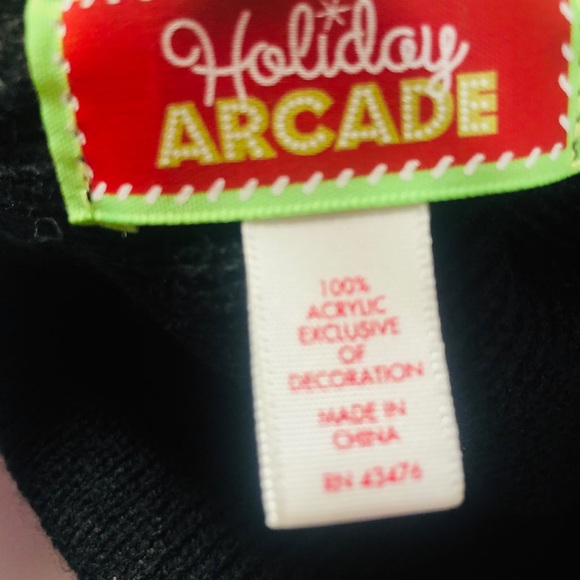 Holiday
ARCADE
100%
ACRYLIC
EXCLUSIVE
OF
DECORATION
MADE IN
CHINA
RN 43476